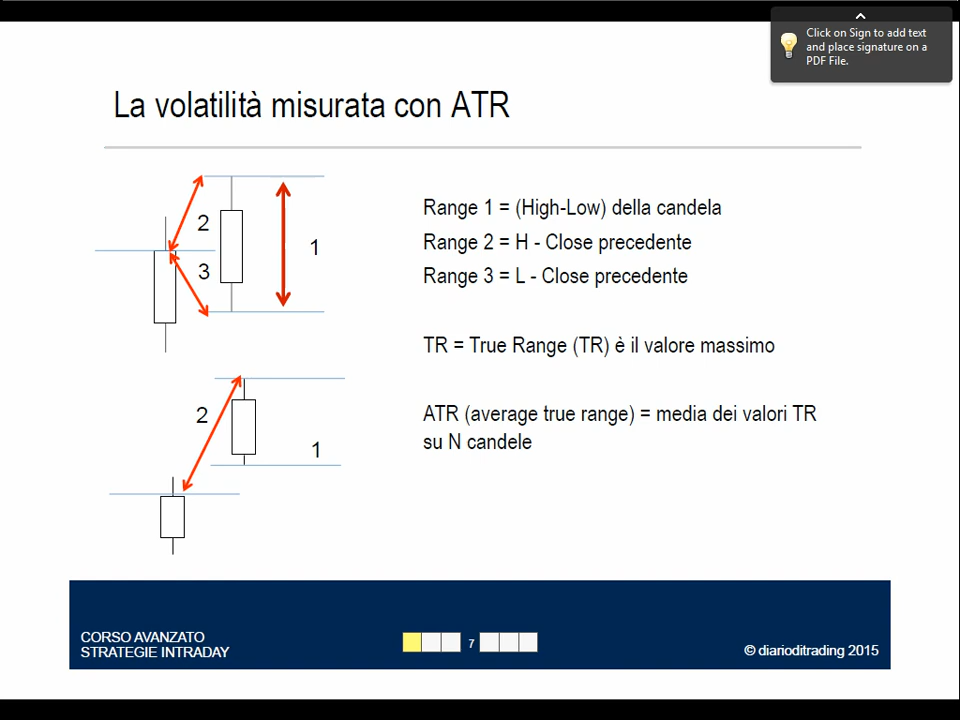 Click on Sign to add text
and place signature on a
PDF File.
La volatilità misurata con ATR
2
1
3
Range 1 = (High-Low) della candela
Range 2 = H - Close precedente
Range 3 = L - Close precedente
TR = True Range (TR) è il valore massimo
2
1
ATR (average true range) = media dei valori TR
su N candele
CORSO AVANZATO
STRATEGIE INTRADAY
7
© diarioditrading 2015